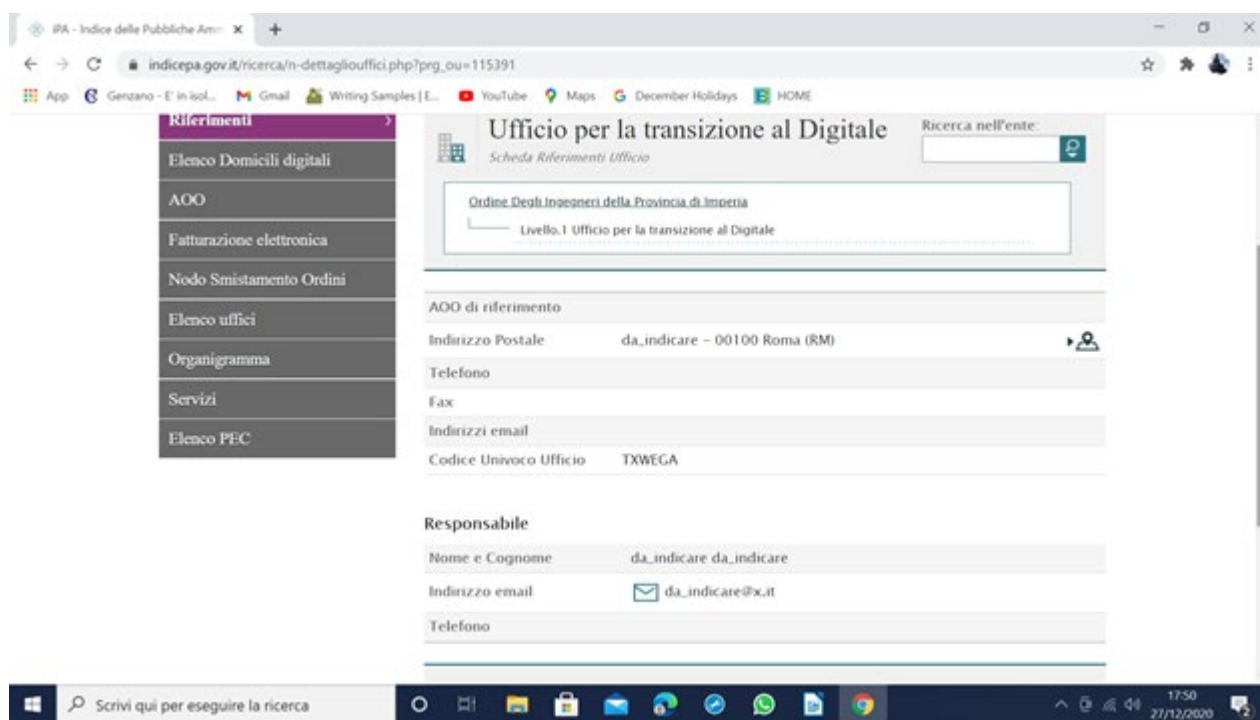 iPA - Indice delle Pubbliche Am
indicepa.gov.it/ricerca/n-dettagliouffici.php?prg_ou=115391
App Genzano - E' in isol... Gmail Writing Samples | E... YouTube Maps December Holidays HOME
Riferimenti
Elenco Domicili digitali
AOO
Fatturazione elettronica
Nodo Smistamento Ordini
Elenco uffici
Organigramma
Servizi
Elenco PEC
Ufficio per la transizione al Digitale
Scheda Riferimenti Ufficio
Ricerca nell'ente:
Ordine Degli Ingegneri della Provincia di Imperia
Livello.1 Ufficio per la transizione al Digitale
AOO di riferimento
Indirizzo Postale da_indicare - 00100 Roma (RM)
Telefono
Fax
Indirizzi email
Codice Univoco Ufficio TXWEGA
Responsabile
Nome e Cognome da_indicare da_indicare
Indirizzo email da_indicare@x.it
Telefono
Scrivi qui per eseguire la ricerca
17:50
27/12/2020